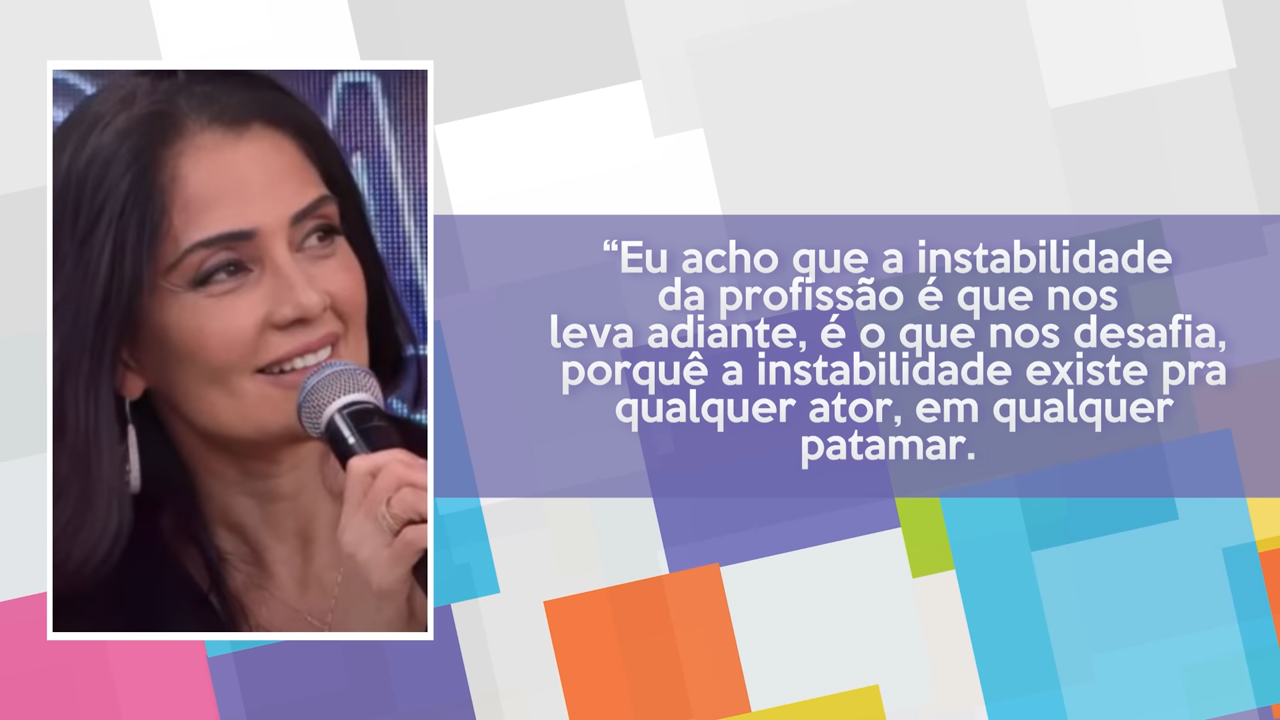 “Eu acho que a instabilidade
da profissão é que nos
leva adiante, é o que nos desafia,
porquê a instabilidade existe pra
qualquer ator, em qualquer
patamar.